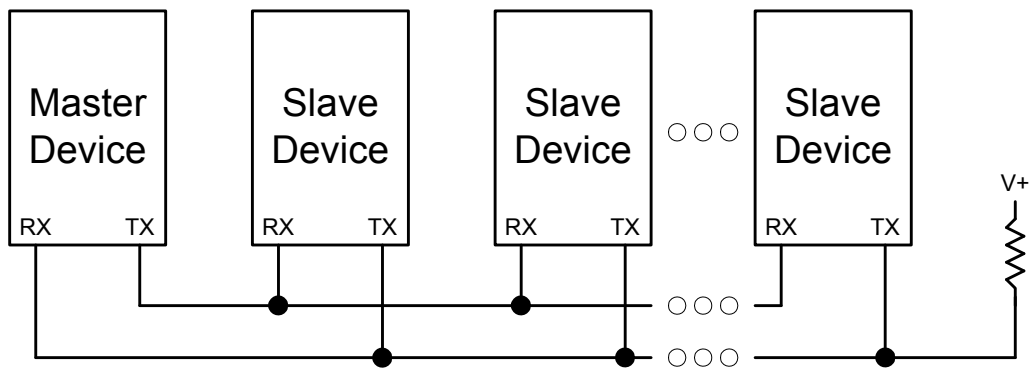 Master
Device
Slave
Device
Slave
Device
Slave
Device
V+
RX TX
RX TX
RX TX
RX TX